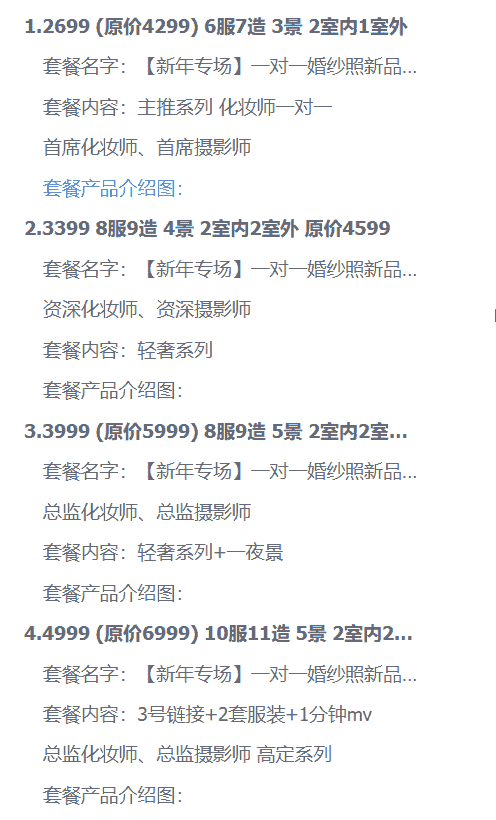 1.2699 (原价4299) 6服7造 3景 2室内1室外
套餐名字：【新年专场】一对一婚纱照新品...
套餐内容：主推系列 化妆师一对一
首席化妆师、首席摄影师
套餐产品介绍图：
2.3399 8服9造 4景 2室内2室外 原价4599
套餐名字：【新年专场】一对一婚纱照新品...
资深化妆师、资深摄影师
套餐内容：轻奢系列
套餐产品介绍图：
3.3999 (原价5999) 8服9造 5景 2室内2室...
套餐名字：【新年专场】一对一婚纱照新品...
总监化妆师、总监摄影师
套餐内容：轻奢系列+一夜景
套餐产品介绍图：
4.4999 (原价6999) 10服11造 5景 2室内2...
套餐名字：【新年专场】一对一婚纱照新品...
套餐内容：3号链接+2套服装+1分钟mv
总监化妆师、总监摄影师 高定系列
套餐产品介绍图：